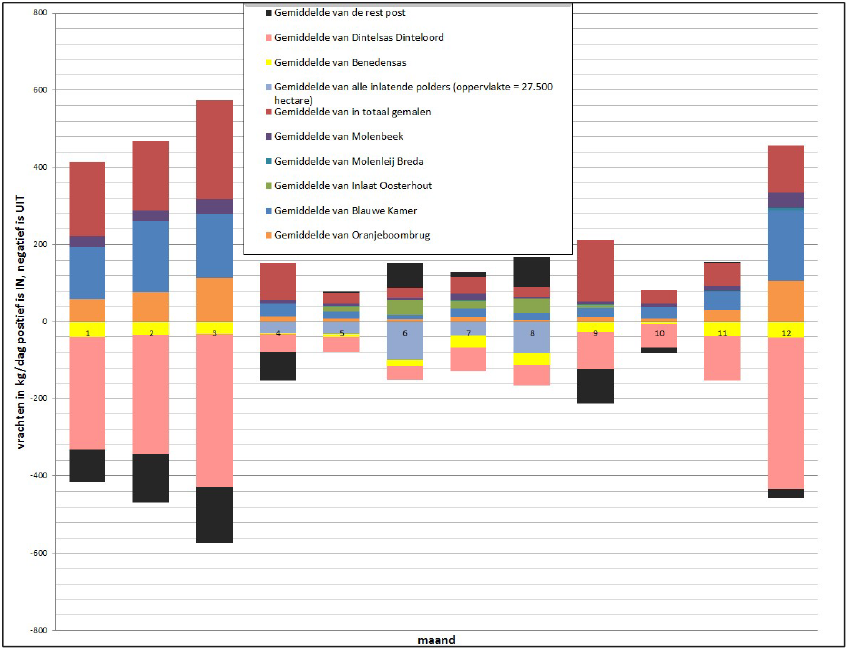 800
600
400
200
0
-200
-400
-600
-800
vrachten in kg/dag positief is IN, negatief is UIT
Gemiddelde van de rest post
Gemiddelde van Dintelsas Dinteloord
Gemiddelde van Benedensas
Gemiddelde van alle inlatende polders (oppervlakte = 27.500
hectare)
Gemiddelde van in totaal gemalen
Gemiddelde van Molenbeek
Gemiddelde van Molenleij Breda
Gemiddelde van Inlaat Oosterhout
Gemiddelde van Blauwe Kamer
Gemiddelde van Oranjeboombrug
1 2 3 4 5 6 7 8 9 10 11 12
maand